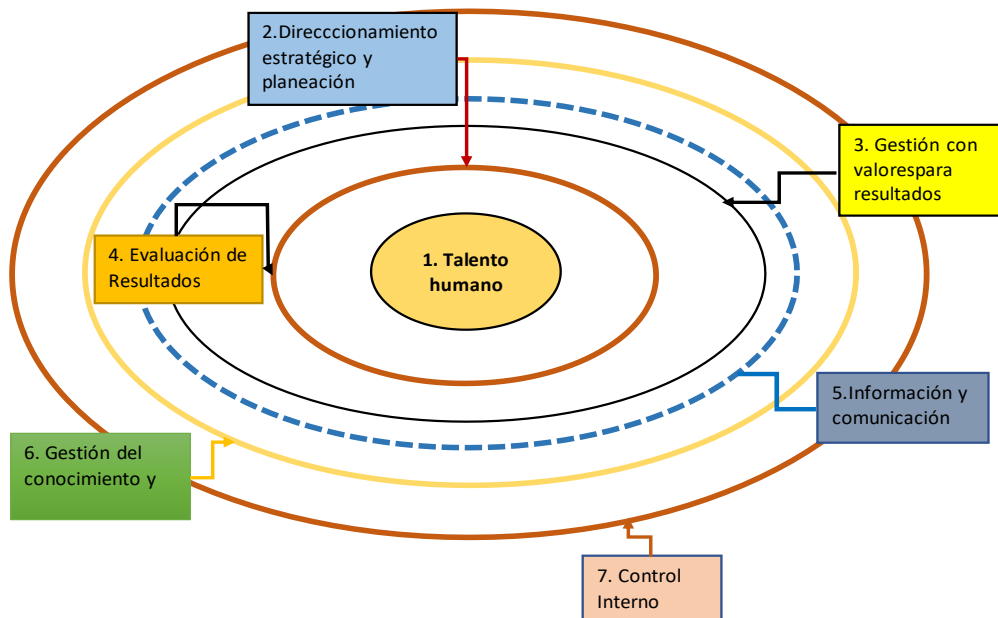 2.Direcccionamiento
estratégico y
planeación
3. Gestión con
valorespara
resultados
4. Evaluación de
Resultados
1. Talento
humano
5.Información y
comunicación
6. Gestión del
conocimiento y
7. Control
Interno